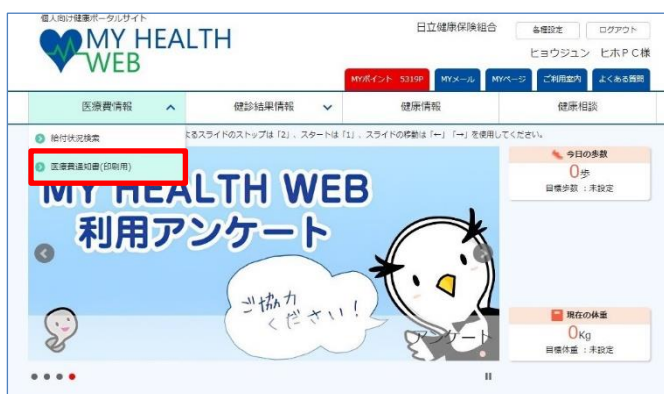 個人向け健康ポータルサイト
MY HEALTH
WEB
日立健康保険組合
各種設定
ログアウト
ヒョウジュン ヒホPC様
MYポイント 5319P
MYメール
MYページ
ご利用案内
よくある質問
医療費情報
健診結果情報
健康情報
健康相談
給付状況検索
るスライドのストップは「2」、スタートは「1」、スライドの移動は「←」「→」を使用してください。
医療費通知書(印刷用)
MY HEALTH WEB
利用アンケート
ご協力
ください!
アンケート
今日の歩数
0歩
目標歩数 : 未設定
現在の体重
0Kg
目標体重 : 未設定